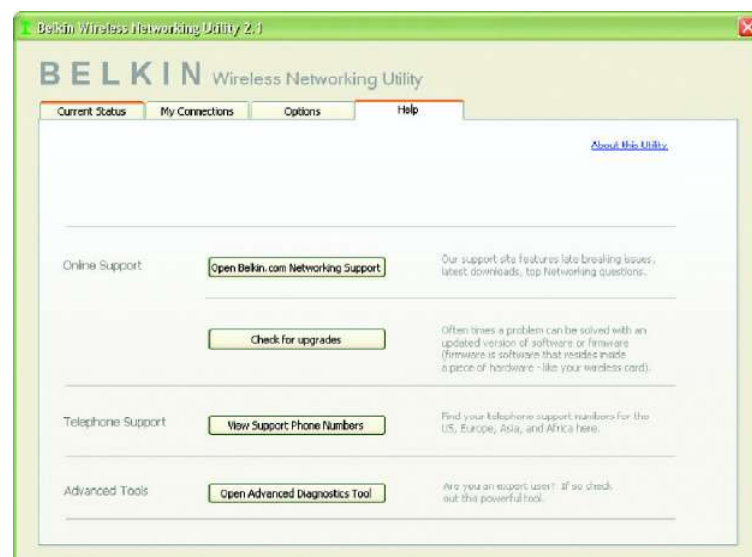 Belkin Wireless Networking Utility 2.1
BELKIN Wireless Networking Utility
Current Status
My Connections
Options
Help
About this Utility
Online Support
Open Belkin.com Networking Support
Our support site features late breaking issues,
latest downloads, top Networking questions.
Check for upgrades
Often times a problem can be solved with an
updated version of software or firmware
(firmware is software that resides inside
a piece of hardware - like your wireless card).
Telephone Support
View Support Phone Numbers
Find your telephone support numbers for the
US, Europe, Asia, and Africa here.
Advanced Tools
Open Advanced Diagnostics Tool
Are you an expert user? If so check
out this powerful tool.